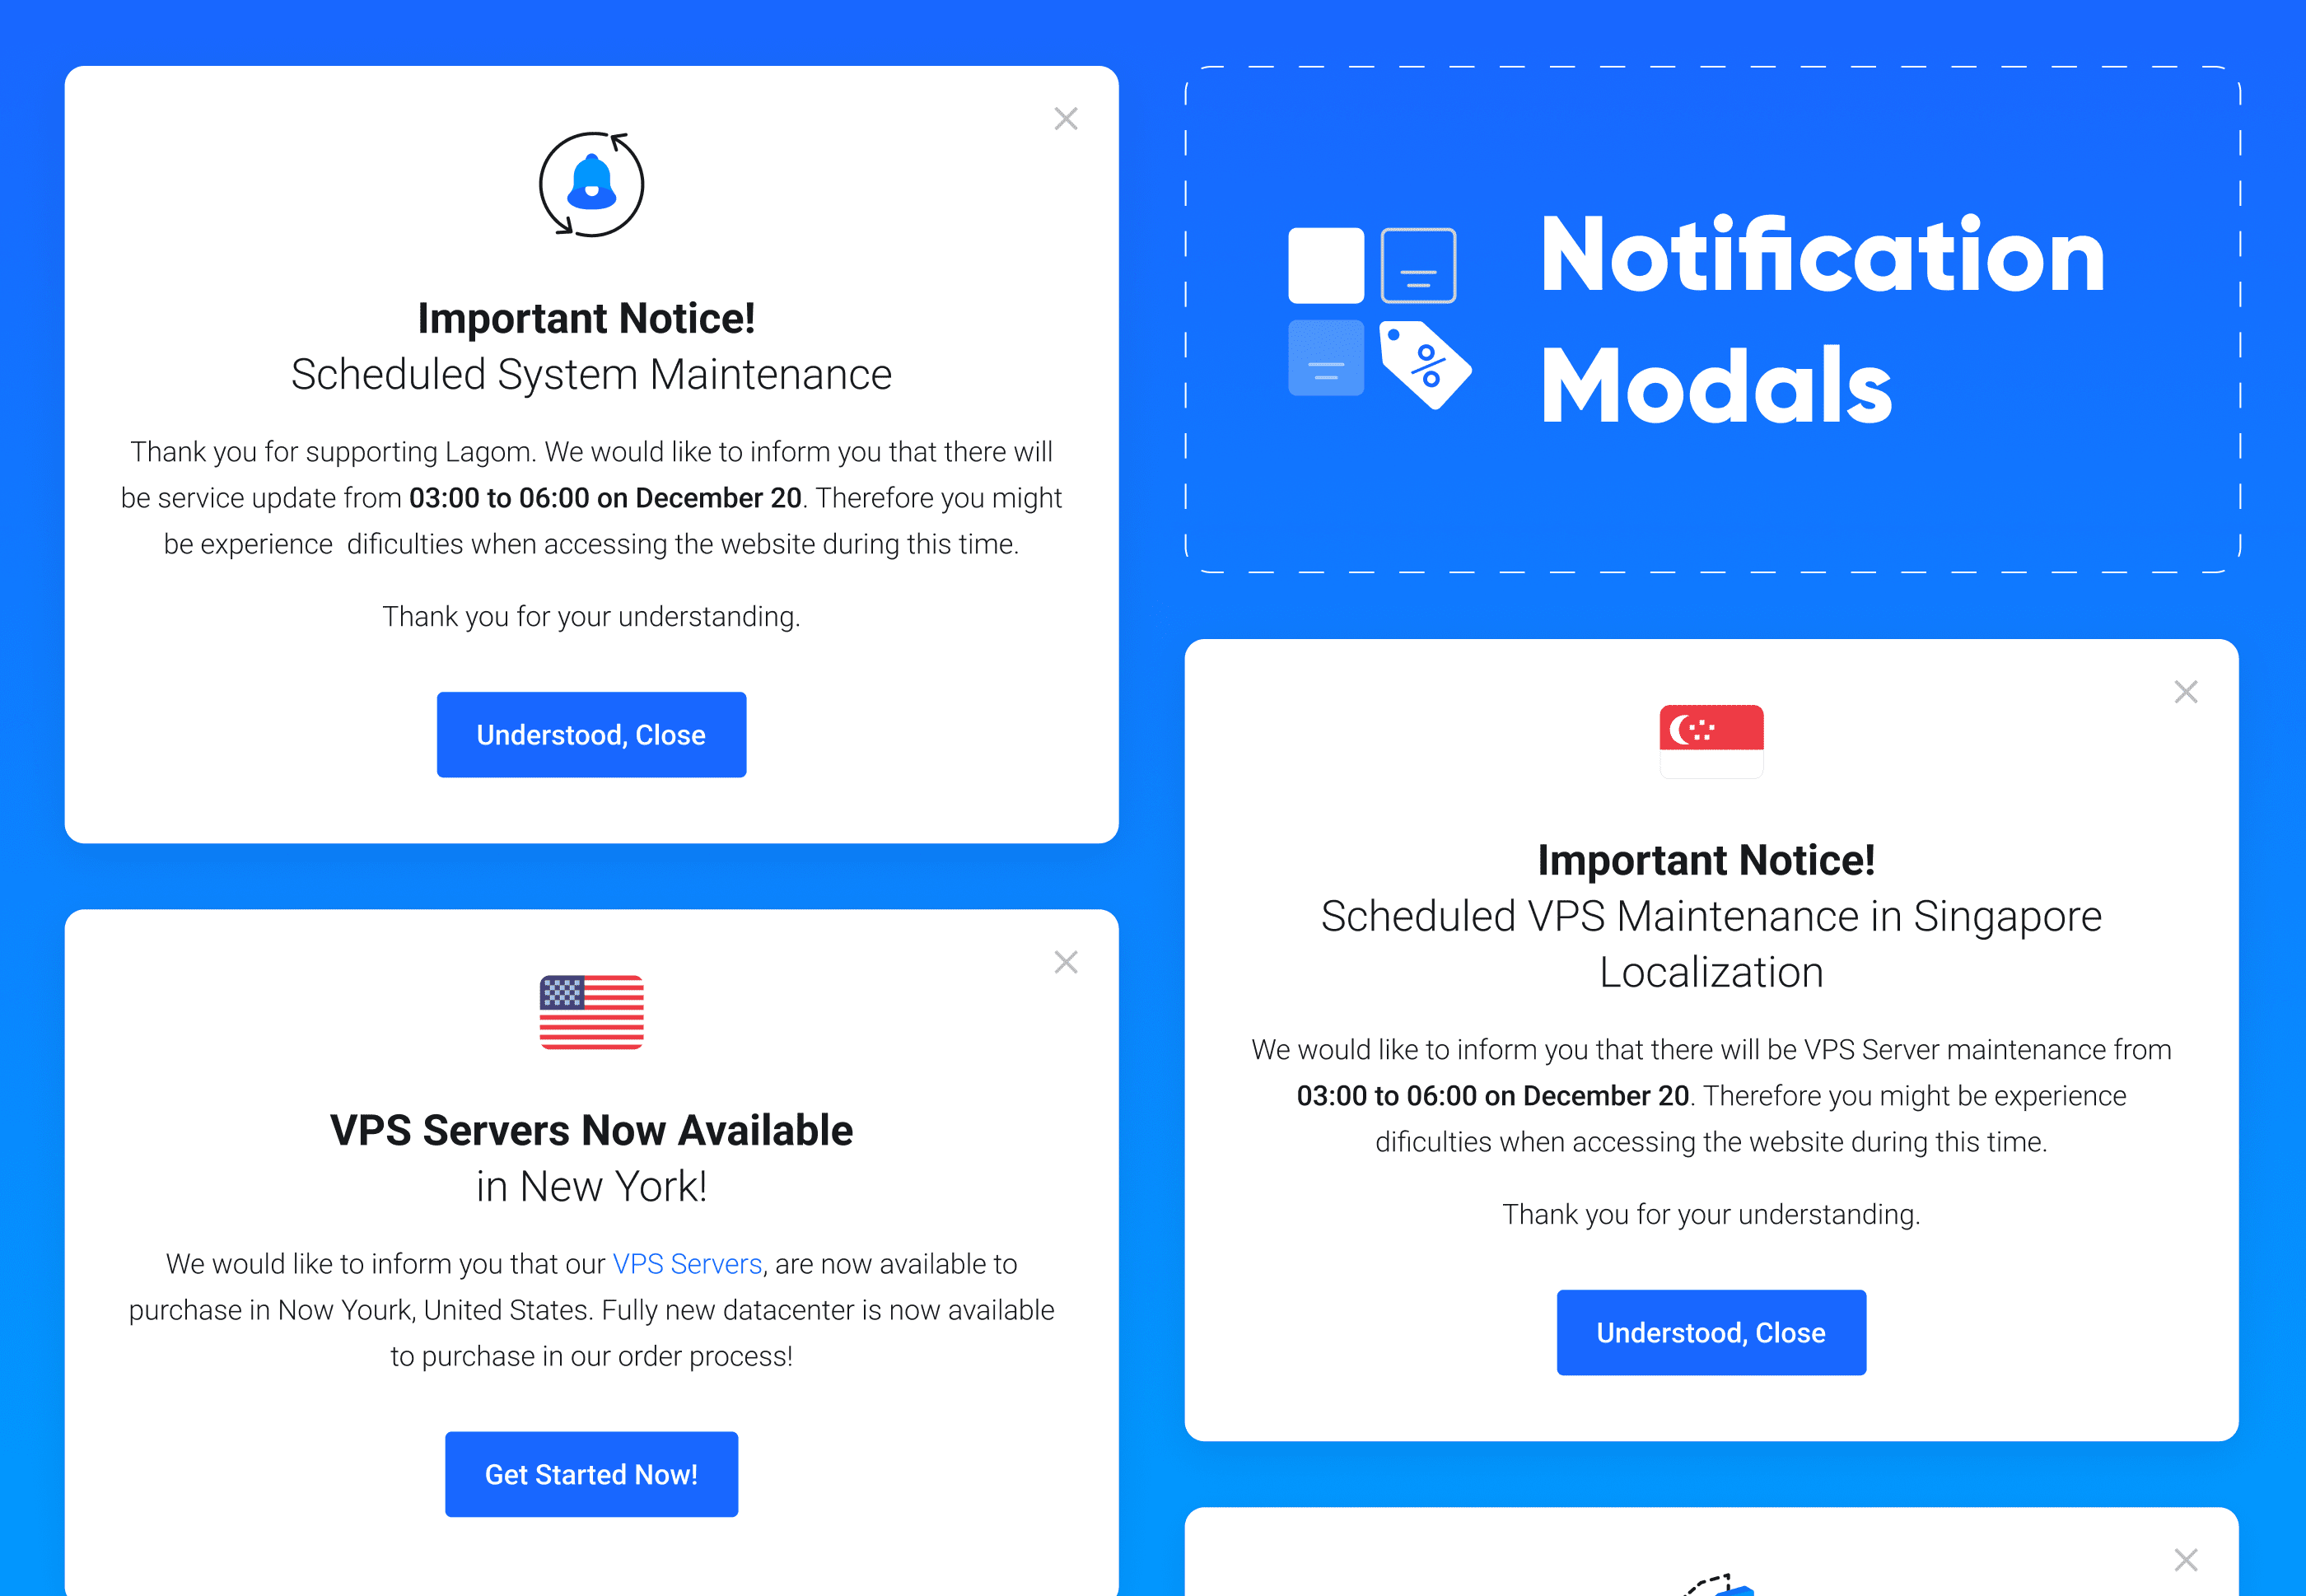 Important Notice!
Scheduled System Maintenance
Thank you for supporting Lagom. We would like to inform you that there will
be service update from 03:00 to 06:00 on December 20. Therefore you might
be experience  dificulties when accessing the website during this time.
Thank you for your understanding.
Understood, Close
VPS Servers Now Available
in New York!
We would like to inform you that our VPS Servers, are now available to
purchase in Now Yourk, United States. Fully new datacenter is now available
to purchase in our order process!
Get Started Now!
Notification
Modals
Important Notice!
Scheduled VPS Maintenance in Singapore
Localization
We would like to inform you that there will be VPS Server maintenance from
03:00 to 06:00 on December 20. Therefore you might be experience
dificulties when accessing the website during this time.
Thank you for your understanding.
Understood, Close